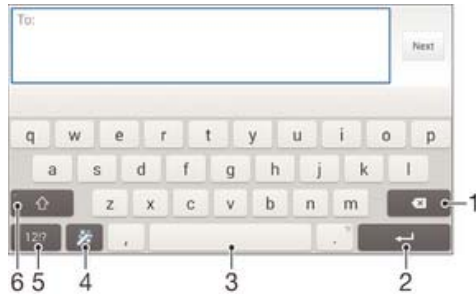 To:
Next
q w e r t y u i o p
a s d f g h j k l
z x c v b n m 1
12!? , .
6 5 4 3 2